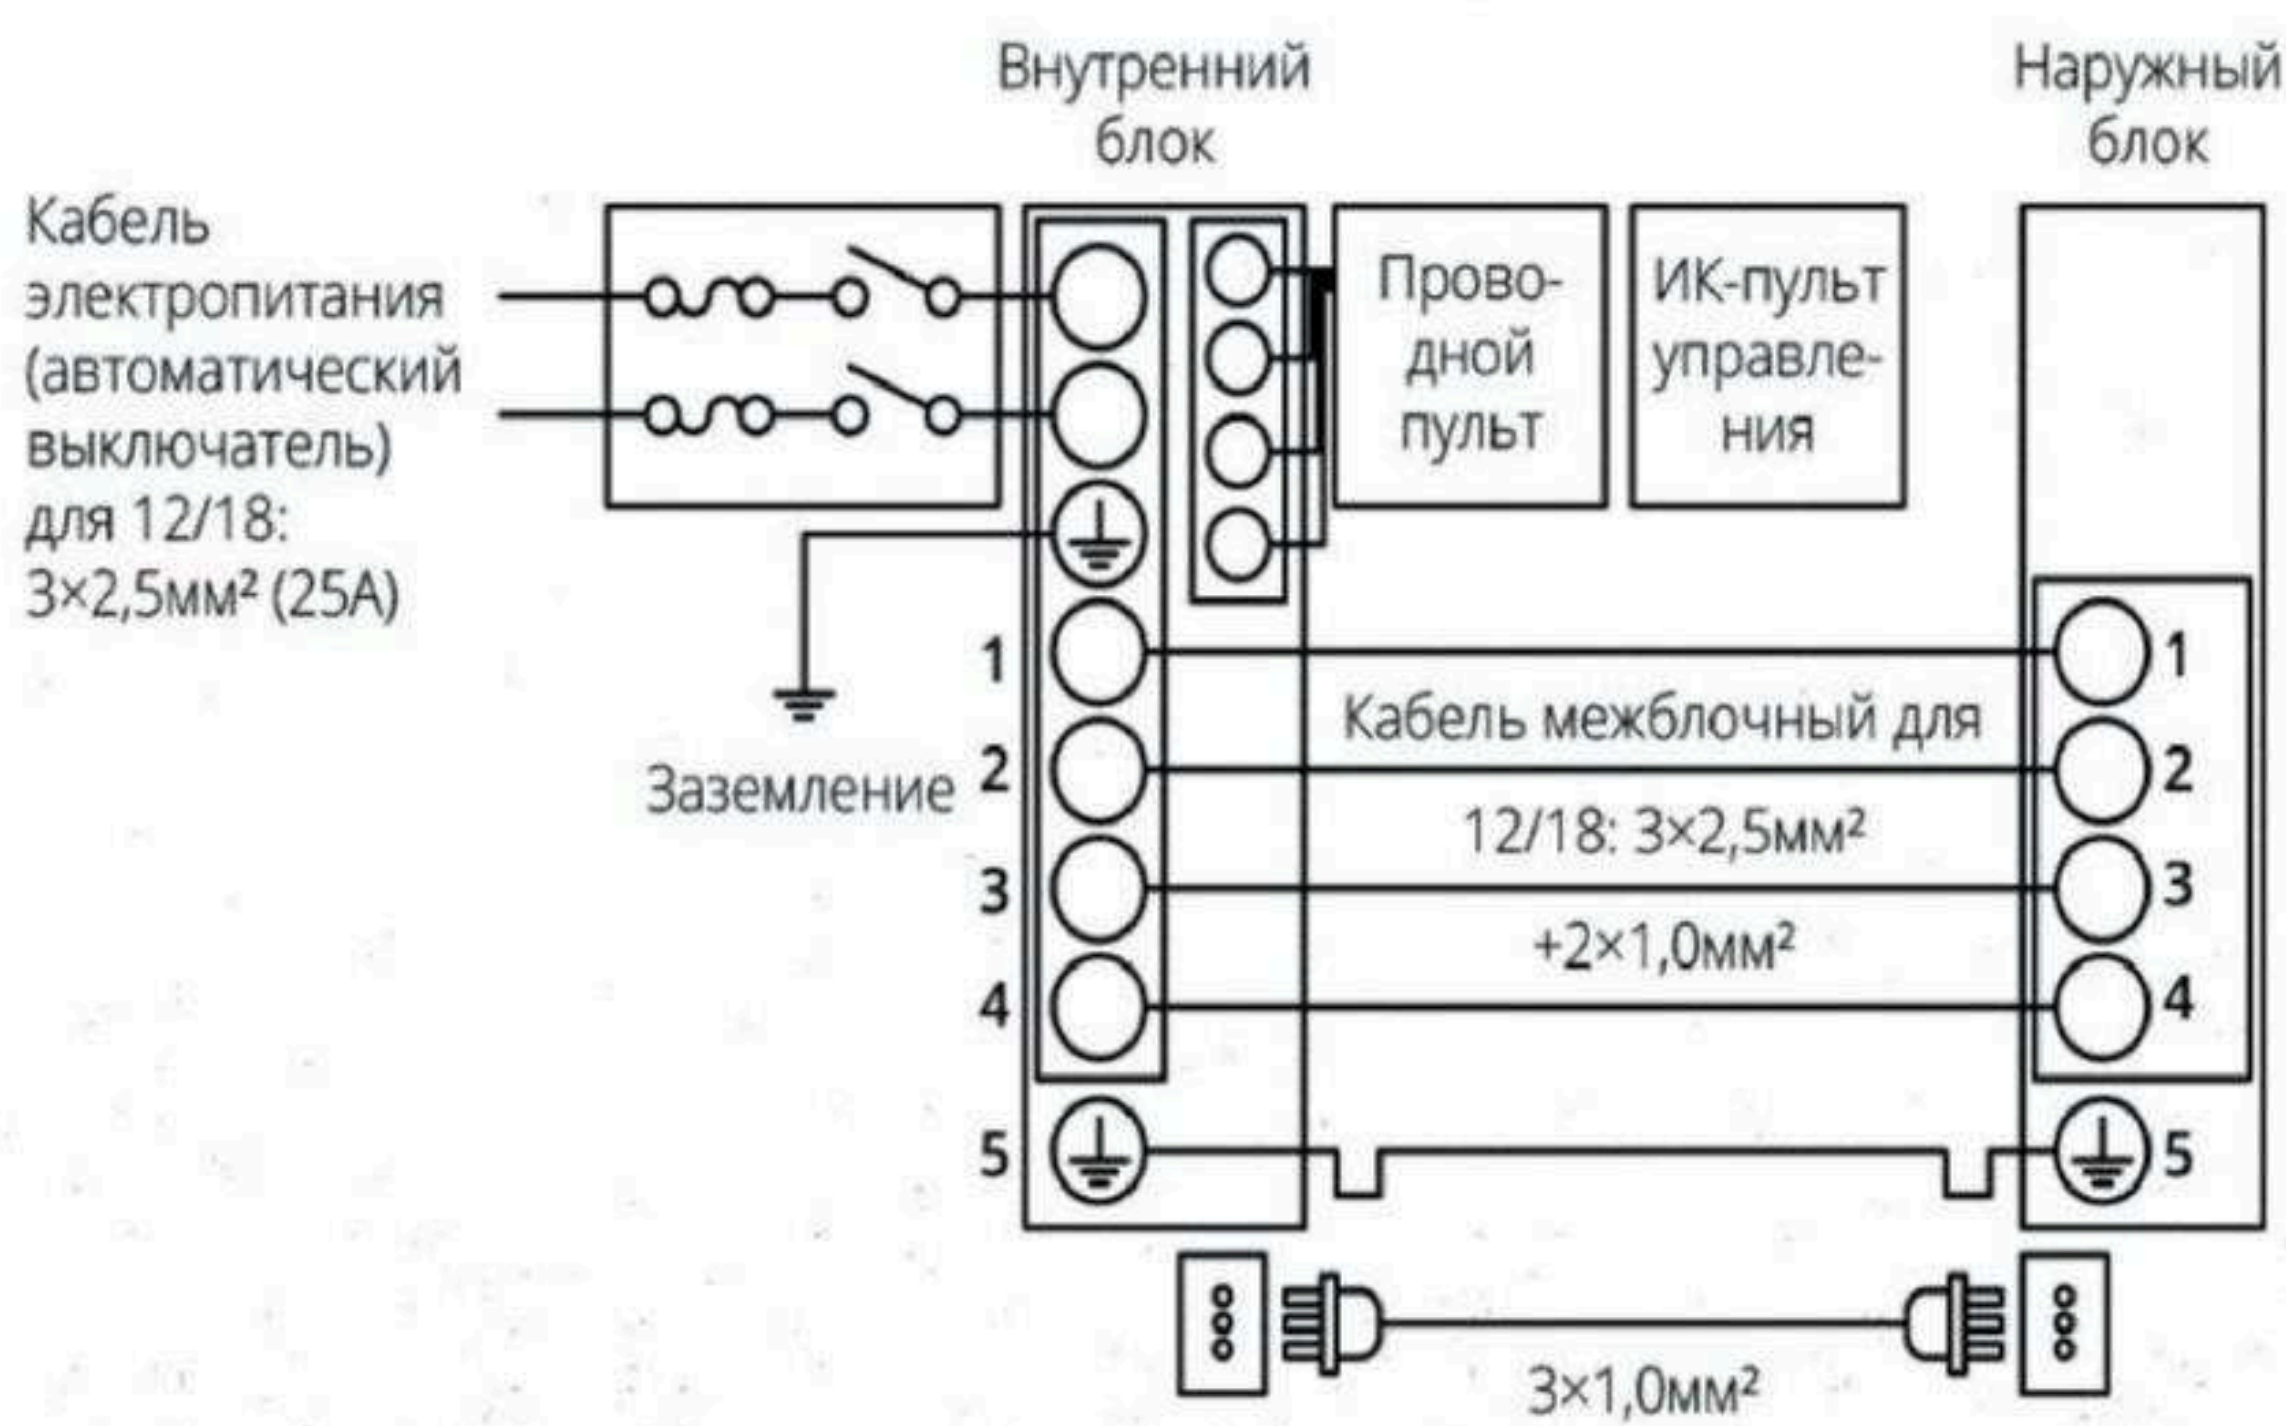 Внутренний
блок
Наружный
блок
Кабель
электропитания
(автоматический
выключатель)
для 12/18:
3×2,5мм² (25А)
Прово-
дной
пульт
ИК-пульт
управле-
ния
Заземление
1
2
3
4
5
Кабель межблочный для
12/18: 3×2,5мм²
+2×1,0мм²
1
2
3
4
5
3×1,0мм²